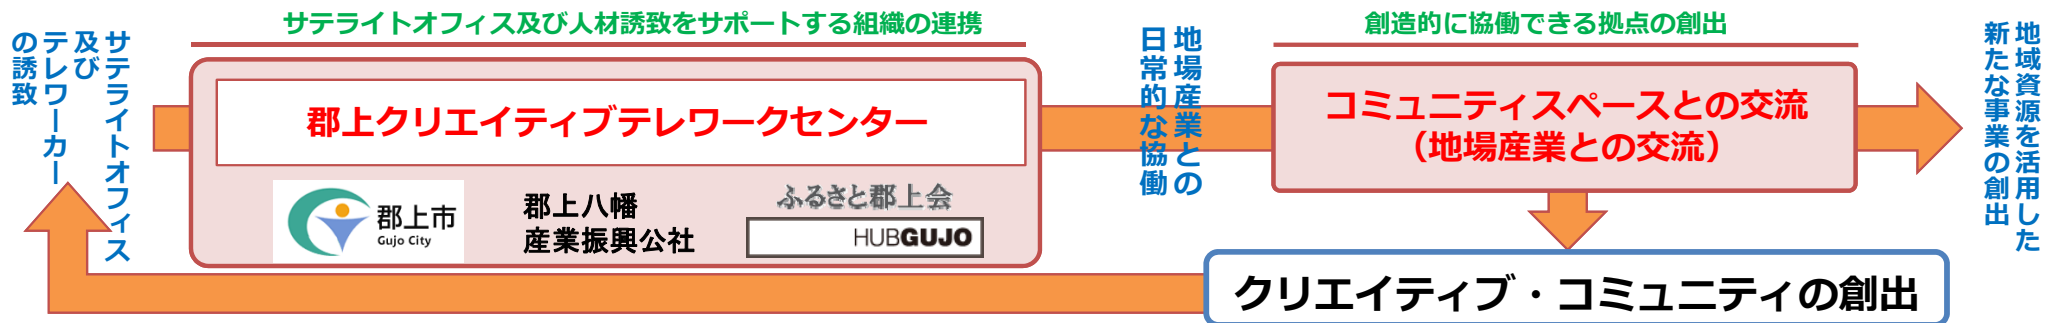 サテライトオフィス
及び
テレワーカー
の誘致
サテライトオフィス及び人材誘致をサポートする組織の連携
郡上クリエイティブテレワークセンター
郡上市
Gujo City
郡上八幡
産業振興公社
ふるさと郡上会
HUBGUJO
地場産業との
日常的な協働
創造的に協働できる拠点の創出
コミュニティスペースとの交流
（地場産業との交流）
地域資源を活用した
新たな事業の創出
クリエイティブ・コミュニティの創出